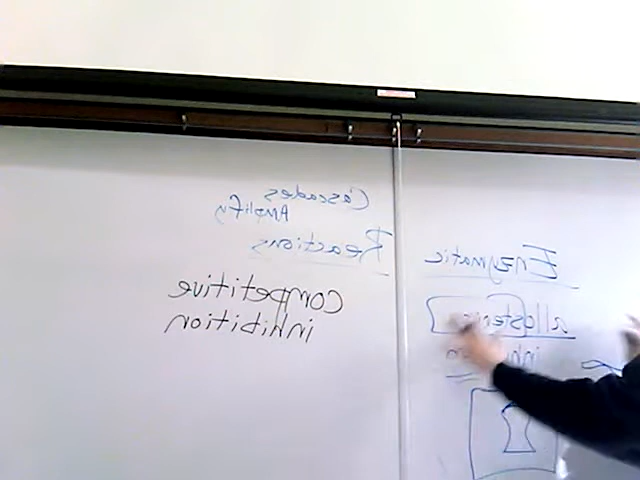 Cascades
Amplify
Enzymatic Reactions
allosteric
competitive
inhibition